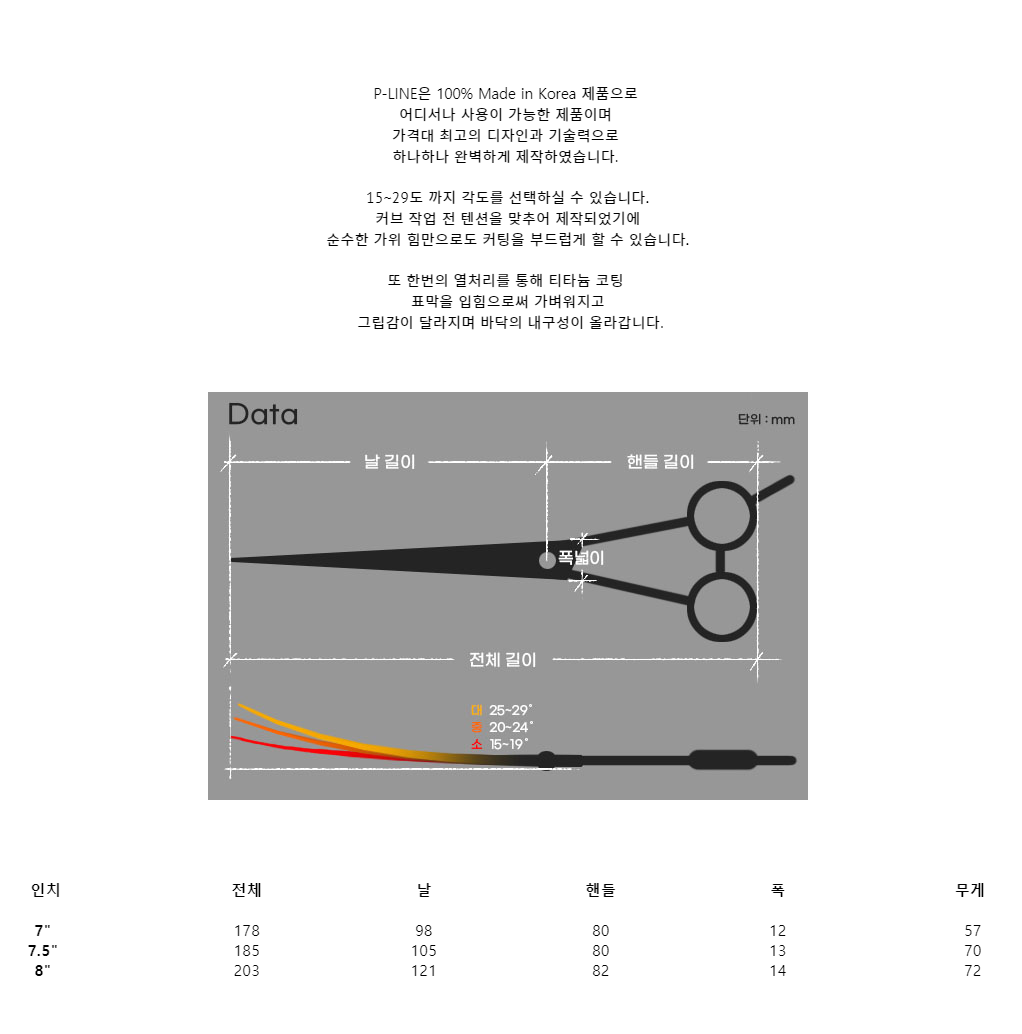 P-LINE은 100% Made in Korea 제품으로
어디서나 사용이 가능한 제품이며
가격대 최고의 디자인과 기술력으로
하나하나 완벽하게 제작하였습니다.
15~29도 까지 각도를 선택하실 수 있습니다.
커브 작업 전 텐션을 맞추어 제작되었기에
순수한 가위 힘만으로도 커팅을 부드럽게 할 수 있습니다.
또 한번의 열처리를 통해 티타늄 코팅
표막을 입힘으로써 가벼워지고
그립감이 달라지며 바닥의 내구성이 올라갑니다.
Data
단위 : mm
날 길이 핸들 길이
폭넓이
전체 길이
대 25~29°
중 20~24°
소 15~19°
인치 전체 날 핸들 폭 무게
7" 178 98 80 12 57
7.5" 185 105 80 13 70
8" 203 121 82 14 72